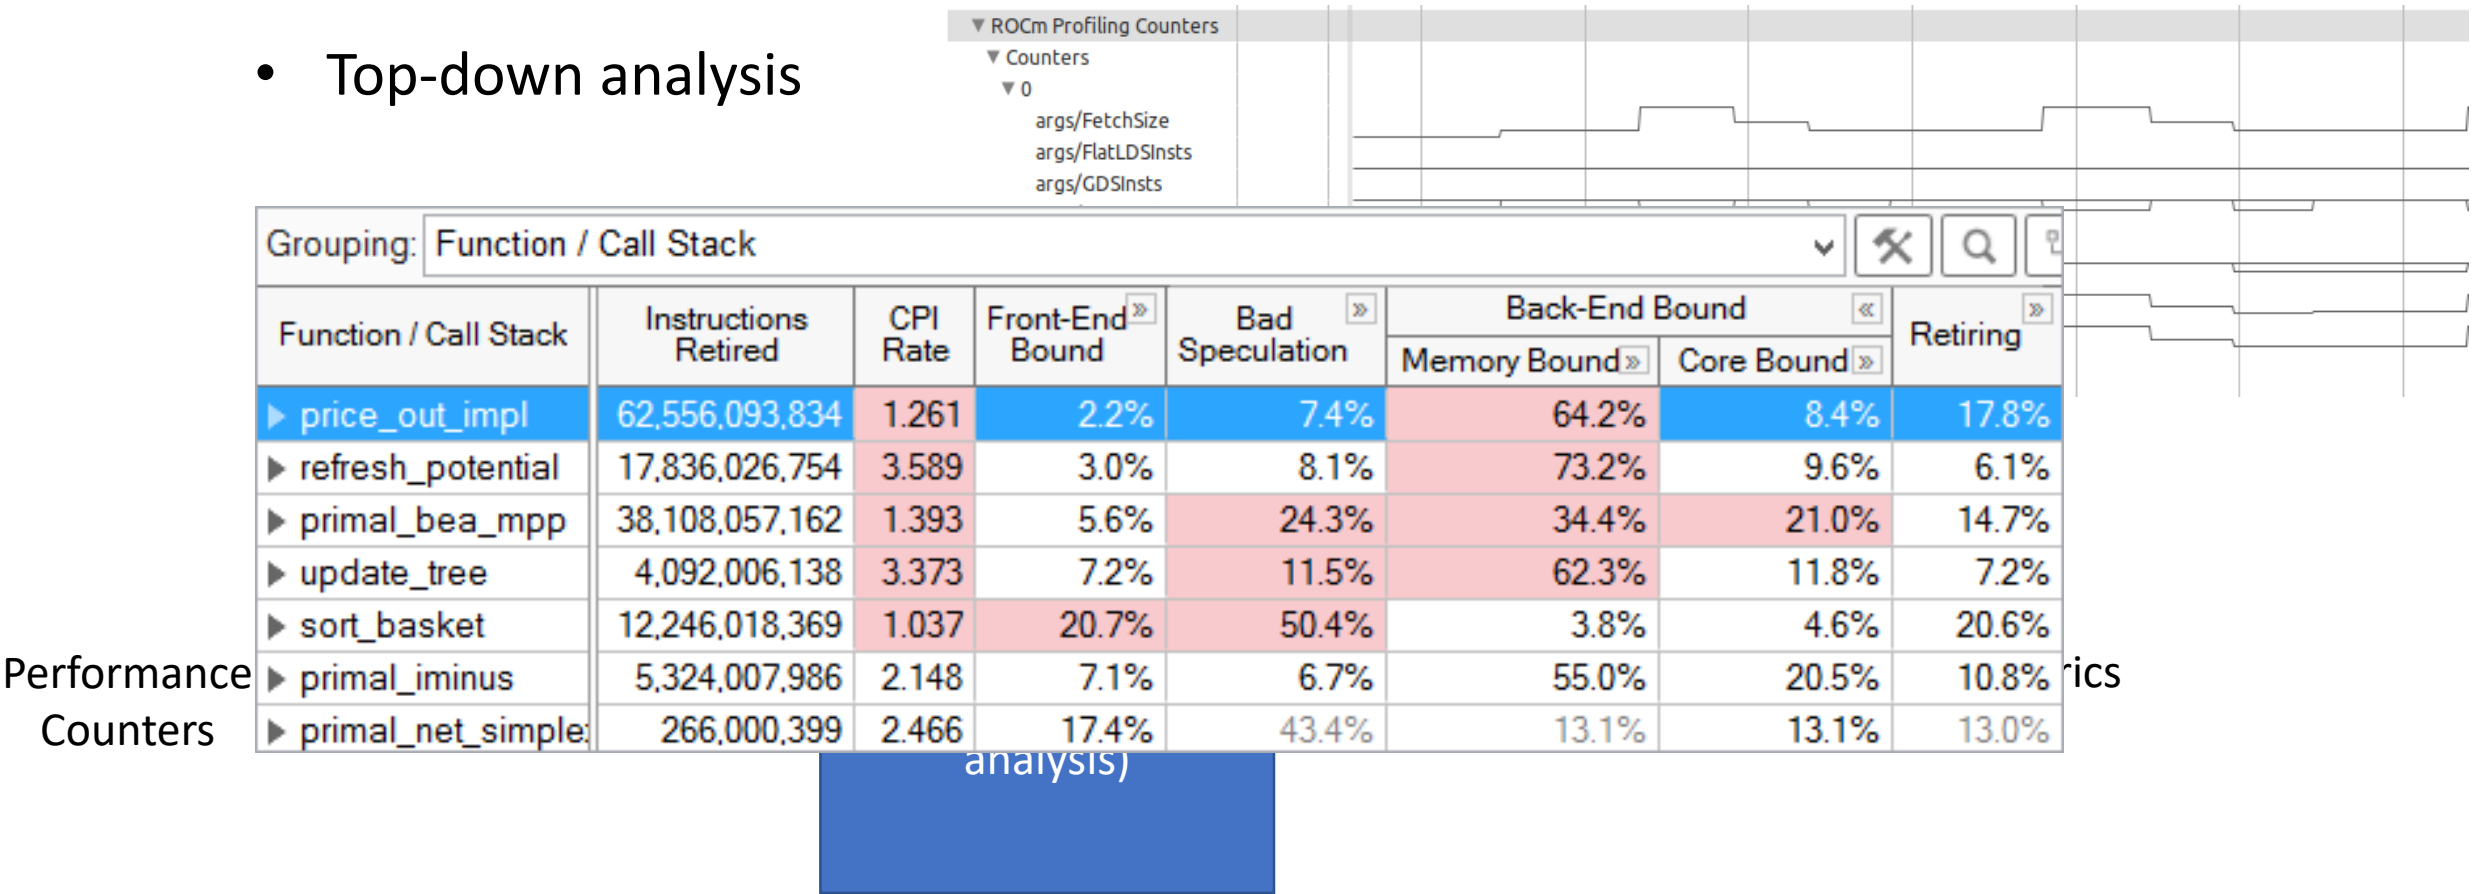 • Top-down analysis
ROCm Profiling Counters
Counters
0
args/FetchSize
args/FlatLDSInsts
args/GDSInsts
Grouping: Function / Call Stack
Function / Call Stack Instructions Retired CPI Rate Front-End Bound Bad Speculation Back-End Bound Memory Bound Core Bound Retiring
price_out_impl 62,556,093,834 1.261 2.2% 7.4% 64.2% 8.4% 17.8%
refresh_potential 17,836,026,754 3.589 3.0% 8.1% 73.2% 9.6% 6.1%
primal_bea_mpp 38,108,057,162 1.393 5.6% 24.3% 34.4% 21.0% 14.7%
update_tree 4,092,006,138 3.373 7.2% 11.5% 62.3% 11.8% 7.2%
sort_basket 12,246,018,369 1.037 20.7% 50.4% 3.8% 4.6% 20.6%
primal_iminus 5,324,007,986 2.148 7.1% 6.7% 55.0% 20.5% 10.8%
primal_net_simple 266,000,399 2.466 17.4% 43.4% 13.1% 13.1% 13.0%
Performance
Counters
rics
analysis)